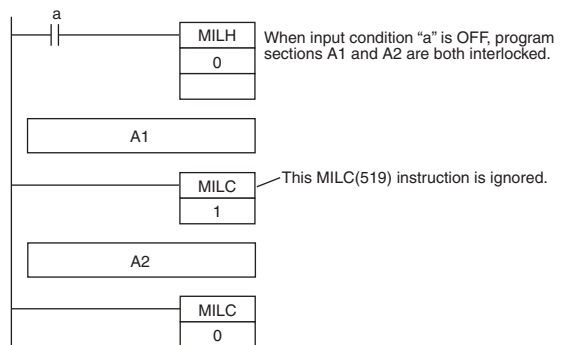 a
MILH
0
When input condition “a” is OFF, program
sections A1 and A2 are both interlocked.
A1
MILC
1
This MILC(519) instruction is ignored.
A2
MILC
0